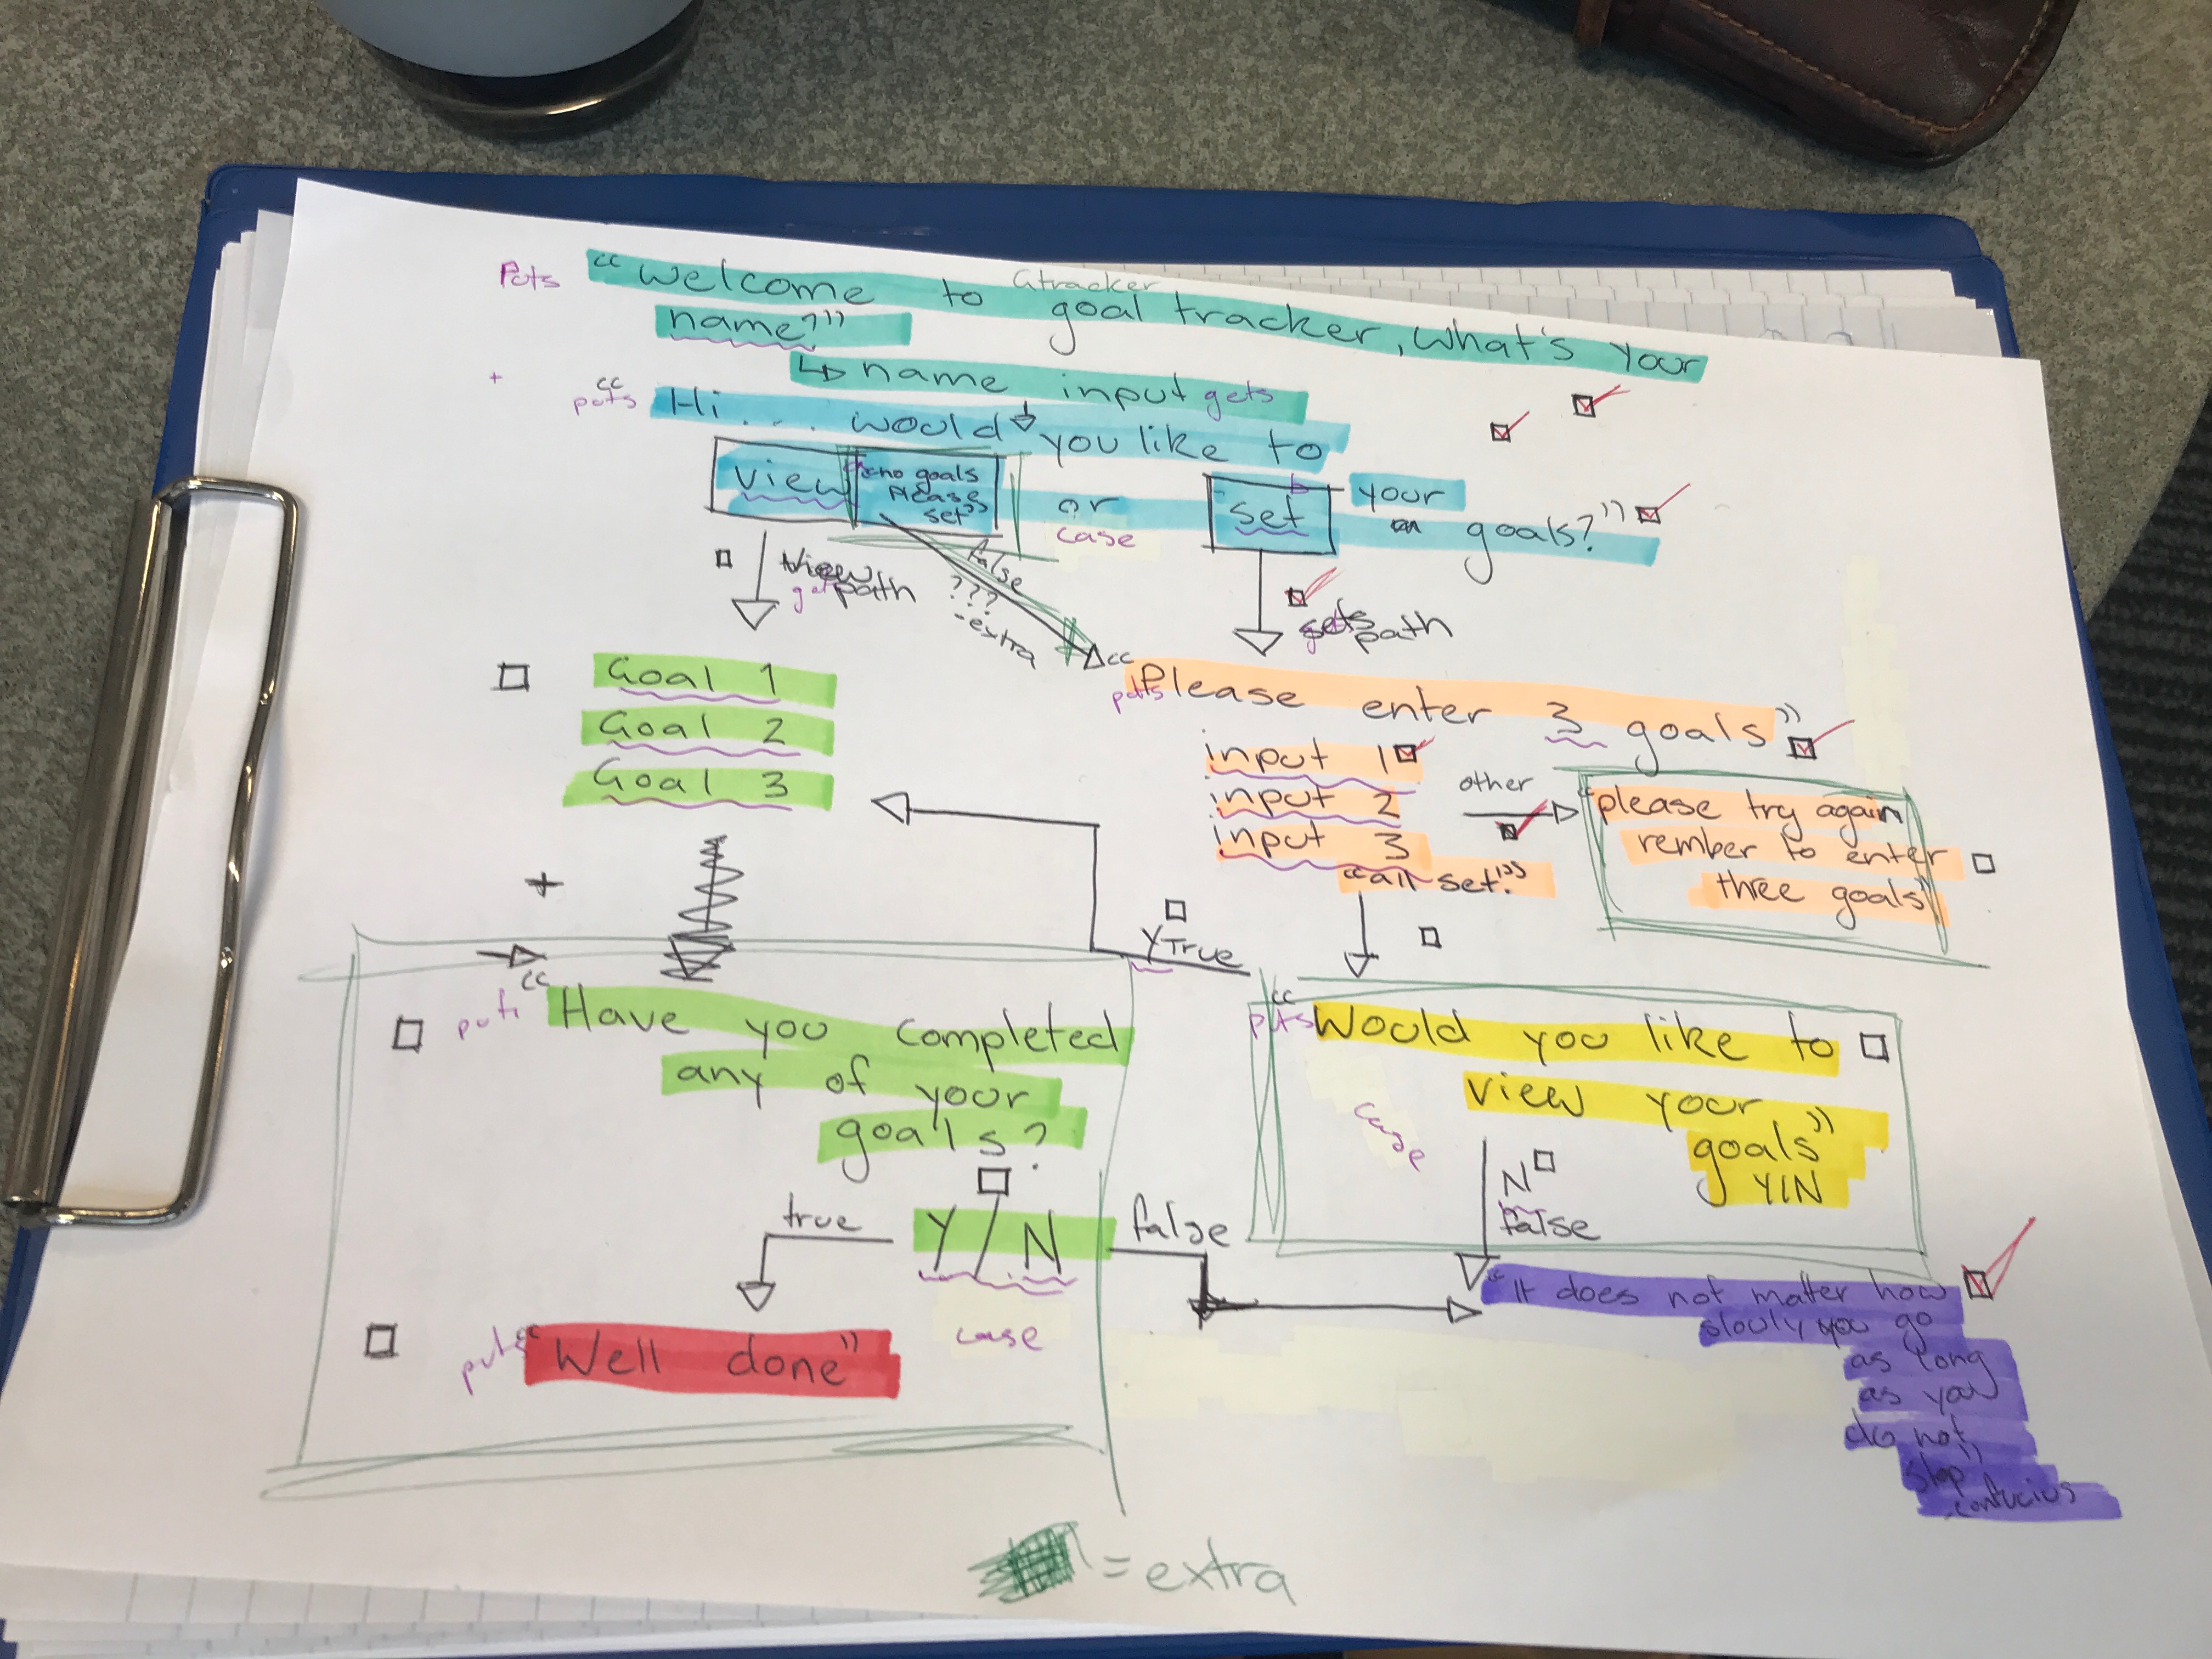 Puts "Welcome to goal tracker, What's your
gtracker
name?"
↳ name input gets
+ puts "Hi... would you like to
View
no goals
Please
set"
or
Set
your
goals?"
case
View
path
false
???
extra
path
Goal 1
Goal 2
Goal 3
puts "Please enter 3 goals"
input 1
input 2
input 3
"all set!"
other
"please try again
rember to enter
three goals"
Y True
+
puts "Have you completed
any of your
goals?
Y/N
case
true
false
puts "Well done"
puts "Would you like to
View your
goals"
Y/N
case
N
false
"It does not matter how
slowly you go
as long
as you
do not"
stop
confucius
= extra